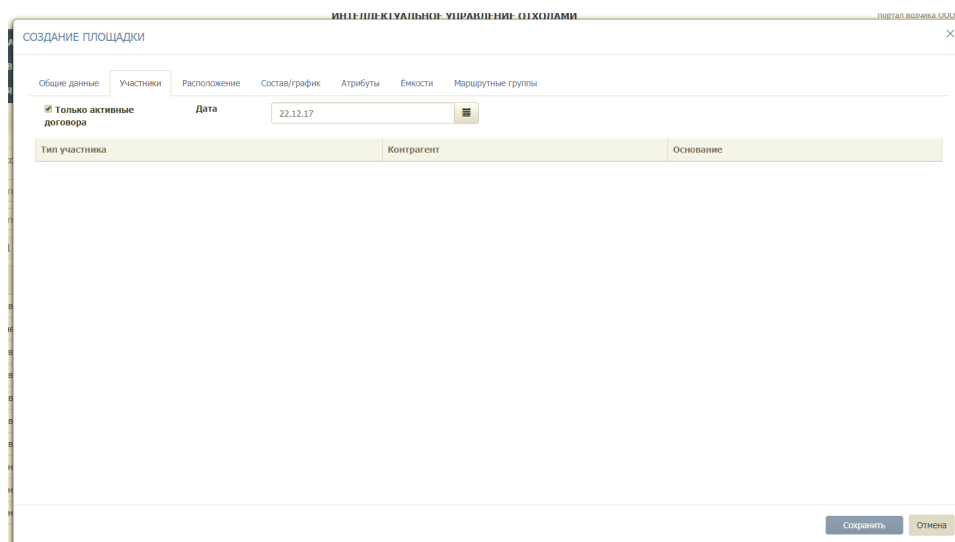 ИНТЕЛЛЕКТУАЛЬНОЕ УПРАВЛЕНИЕ ОТХОДАМИ
портал возчика ООО
СОЗДАНИЕ ПЛОЩАДКИ
Общие данные Участники Расположение Состав/график Атрибуты Ёмкости Маршрутные группы
Только активные договора Дата 22.12.17
Тип участника Контрагент Основание
Сохранить Отмена